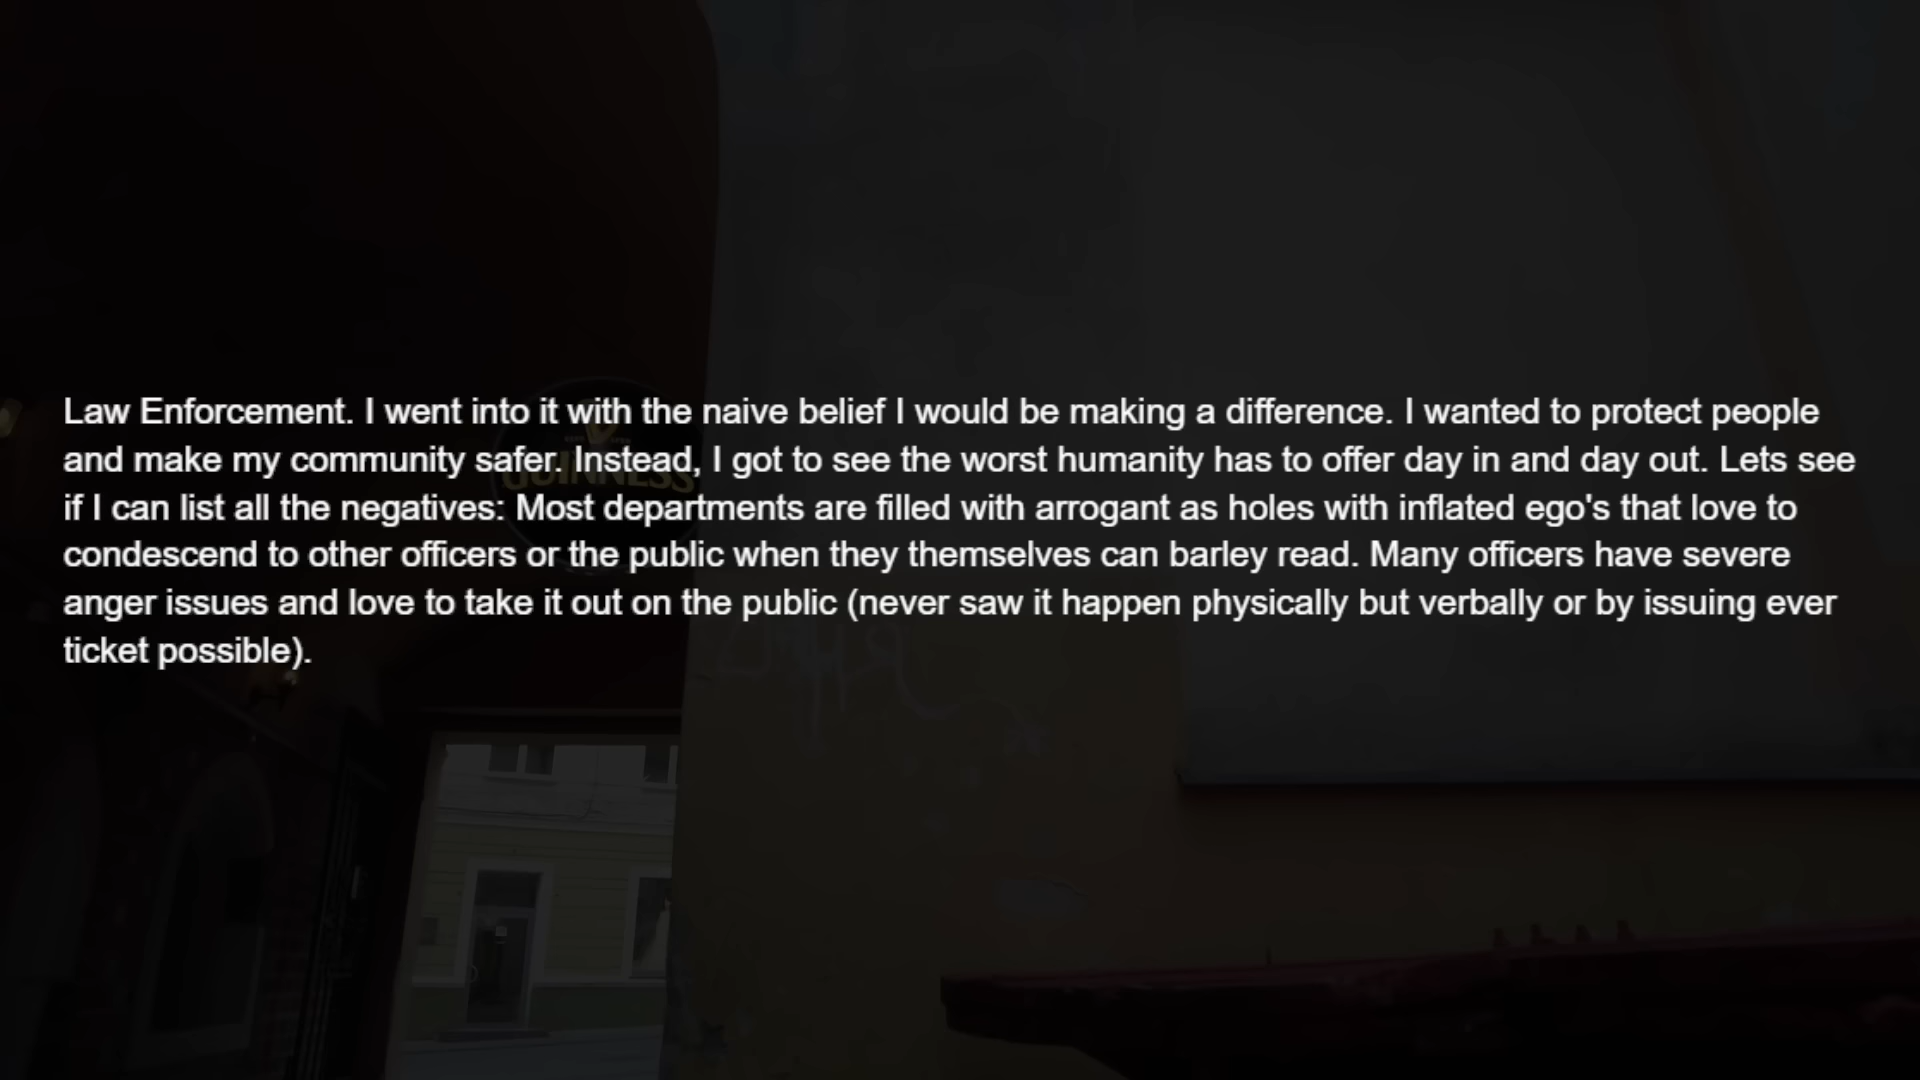 Law Enforcement. I went into it with the naive belief I would be making a difference. I wanted to protect people
and make my community safer. Instead, I got to see the worst humanity has to offer day in and day out. Lets see
if I can list all the negatives: Most departments are filled with arrogant as holes with inflated ego's that love to
condescend to other officers or the public when they themselves can barley read. Many officers have severe
anger issues and love to take it out on the public (never saw it happen physically but verbally or by issuing ever
ticket possible).
GUINNESS